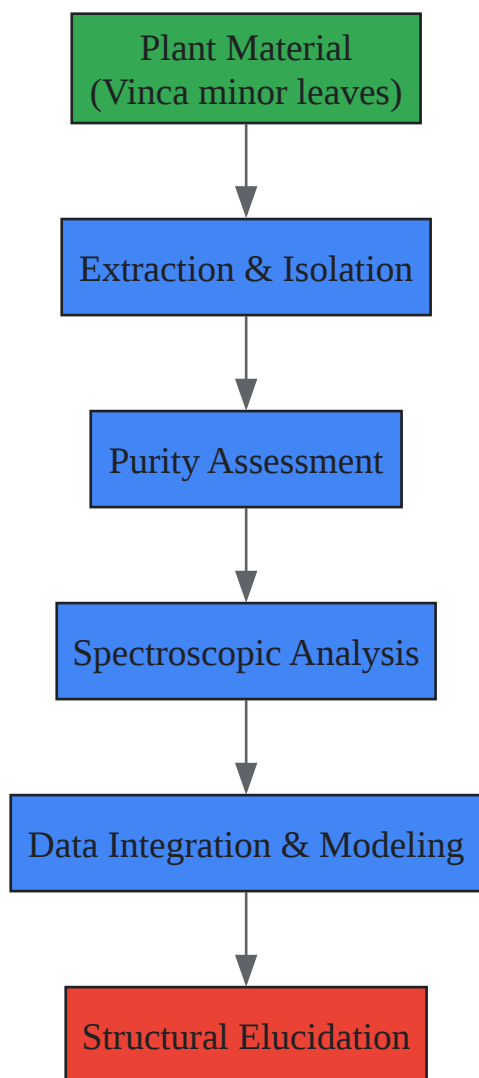 Plant Material
(Vinca minor leaves)
Extraction & Isolation
Purity Assessment
Spectroscopic Analysis
Data Integration & Modeling
Structural Elucidation